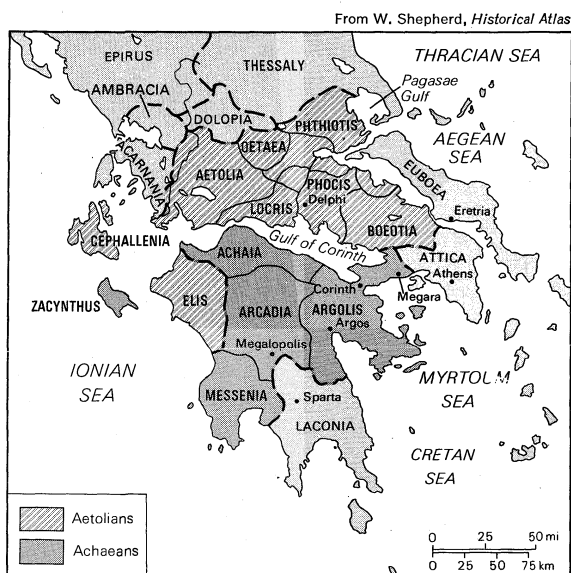 From W. Shepherd, Historical Atlas
EPIRUS
THESSALY
THRACIAN SEA
AMBRACIA
Pagasae
Gulf
DOLOPIA
PHTHIOTIS
AEGEAN
SEA
OETAEA
ACARNANIA
AETOLIA
PHOCIS
EUBOEA
Delphi
LOCRIS
BOEOTIA
Eretria
CEPHALLENIA
Gulf of Corinth
ACHAIA
ATTICA
Athens
ZACYNTHUS
ELIS
ARCADIA
Corinth
ARGOLIS
Megara
Argos
Megalopolis
IONIAN
SEA
MESSENIA
Sparta
MYRTOUM
SEA
LACONIA
CRETAN
SEA
Aetolians
Achaeans
0 25 50 mi
0 25 50 75 km